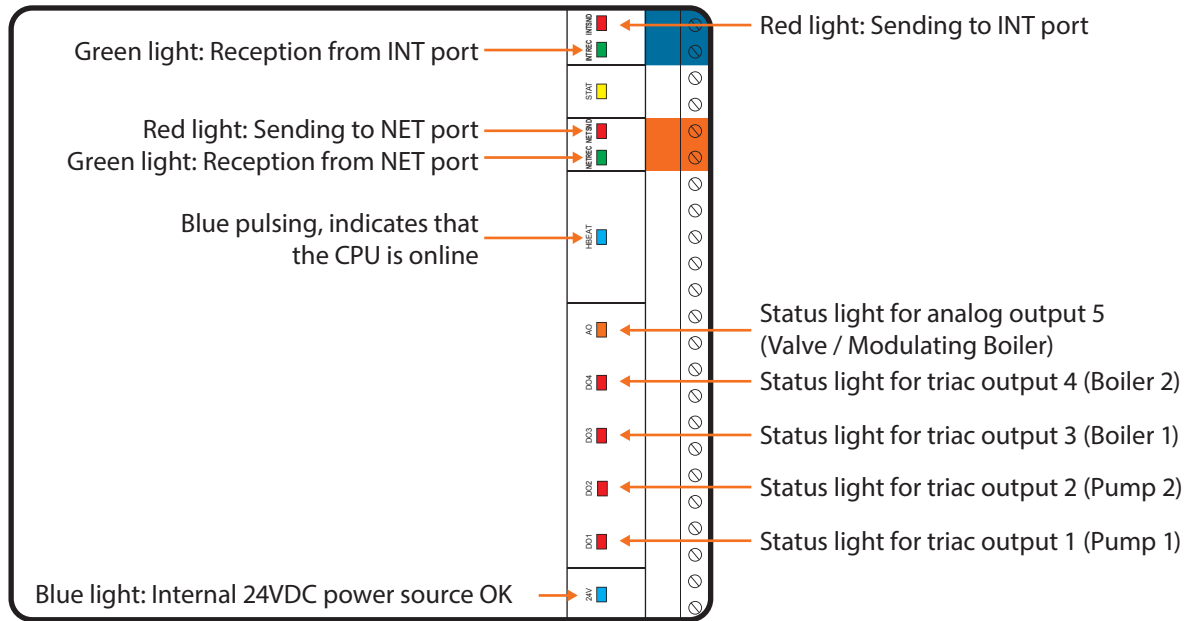 INTSND
Red light: Sending to INT port
Green light: Reception from INT port
INTREC
STAT
Red light: Sending to NET port
NETSND
Green light: Reception from NET port
NETREC
Blue pulsing, indicates that
the CPU is online
HBEAT
AO
Status light for analog output 5
(Valve / Modulating Boiler)
DO4
Status light for triac output 4 (Boiler 2)
DO3
Status light for triac output 3 (Boiler 1)
DO2
Status light for triac output 2 (Pump 2)
DO1
Status light for triac output 1 (Pump 1)
Blue light: Internal 24VDC power source OK
24V